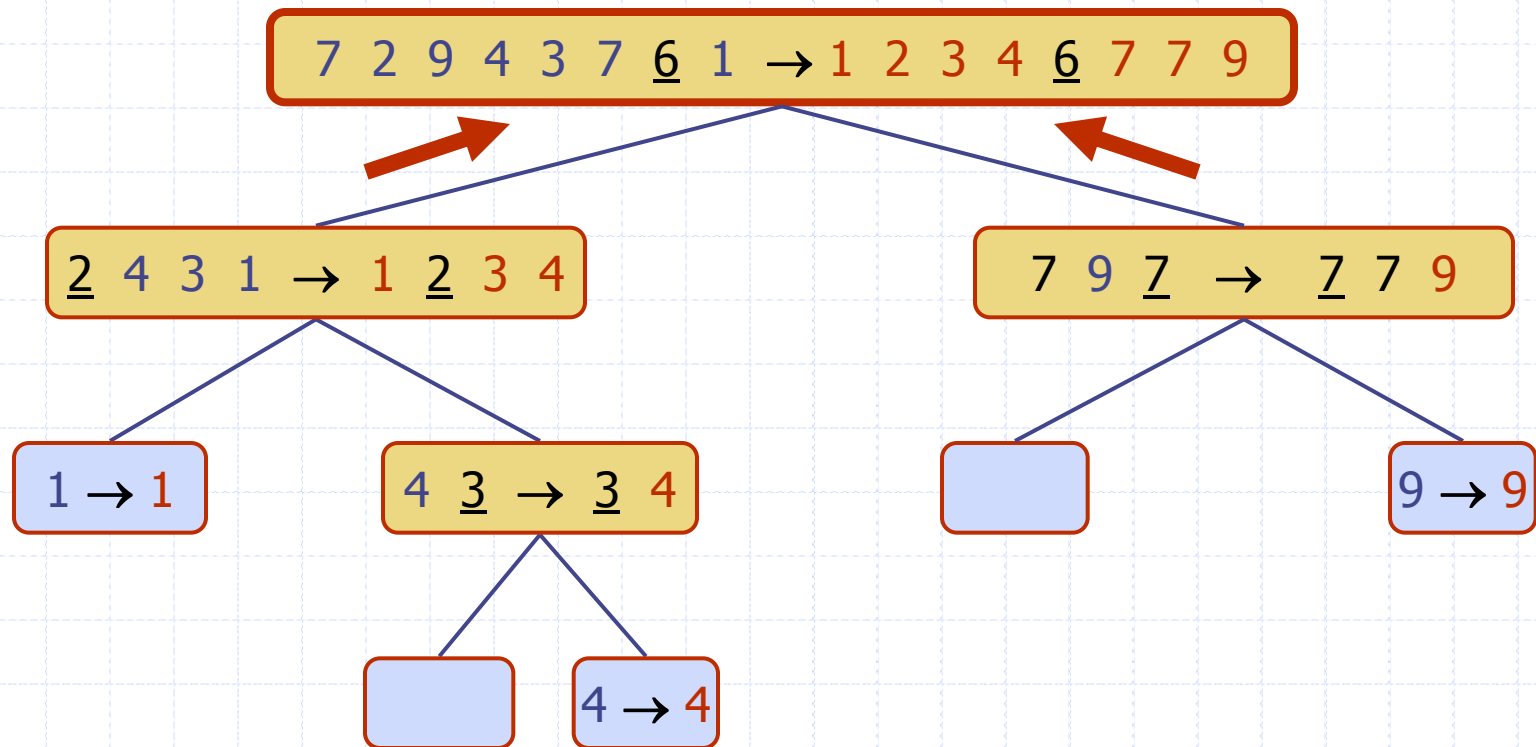 7 2 9 4 3 7 6 1 → 1 2 3 4 6 7 7 9
2 4 3 1 → 1 2 3 4
7 9 7 → 7 7 9
1 → 1
4 3 → 3 4
9 → 9
4 → 4